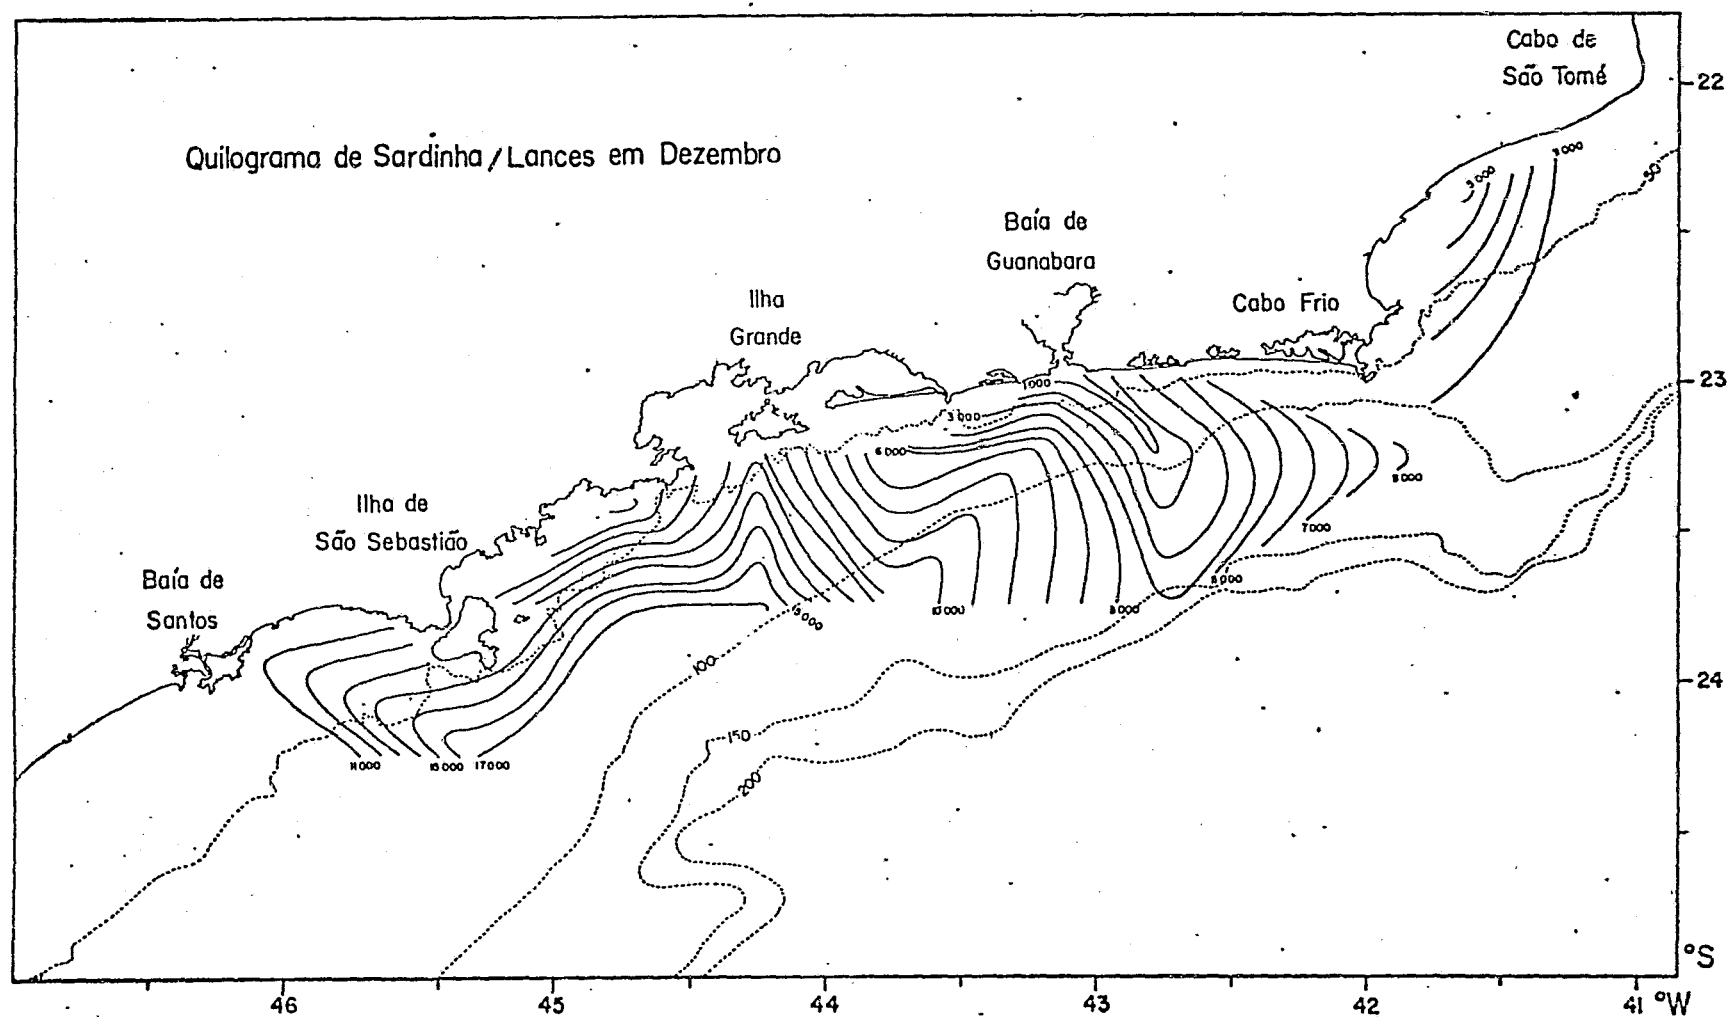 Cabo de
São Tomé
22
Quilograma de Sardinha/Lances em Dezembro
3000
50
Baía de
Guanabara
Ilha
Grande
Cabo Frio
23
1000
3000
6000
8000
7000
Ilha de
São Sebastião
Baía de
Santos
10000
100
24
150
200
11000
15000
17000
°S
46
45
44
43
42
41 °W